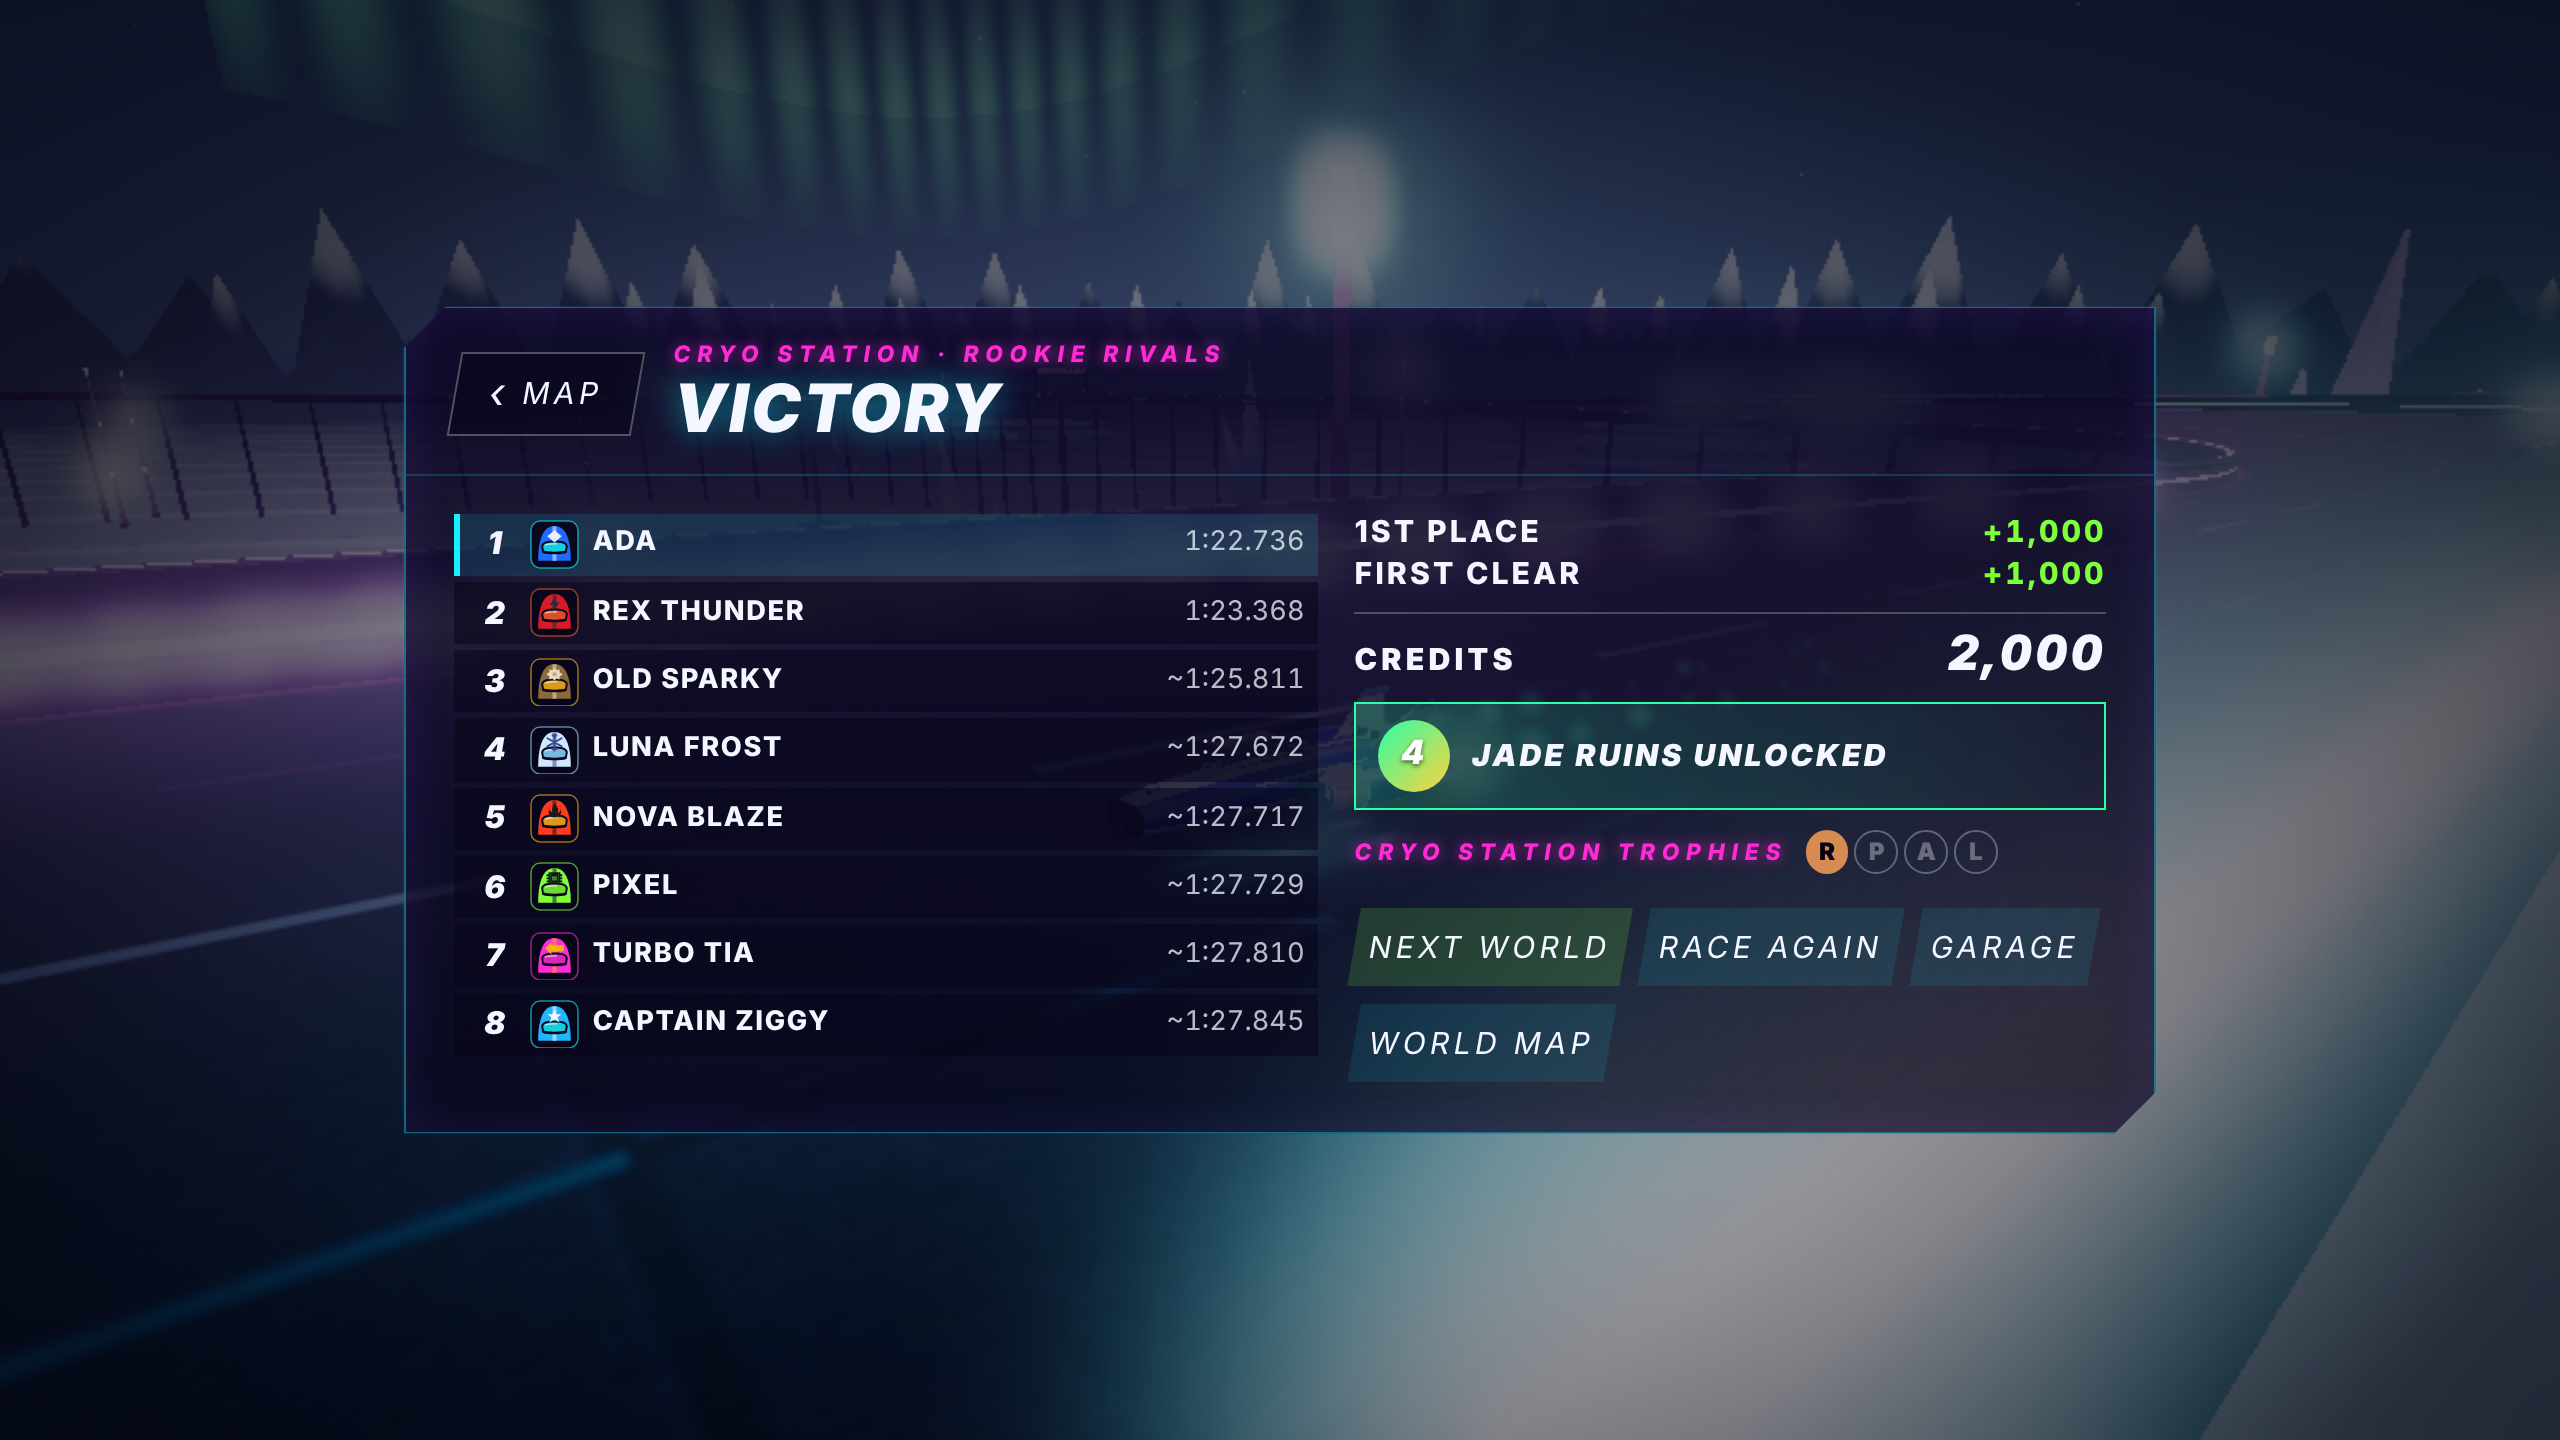 ‹ MAP
CRYO STATION · ROOKIE RIVALS
VICTORY
1 ADA 1:22.736
2 REX THUNDER 1:23.368
3 OLD SPARKY ~1:25.811
4 LUNA FROST ~1:27.672
5 NOVA BLAZE ~1:27.717
6 PIXEL ~1:27.729
7 TURBO TIA ~1:27.810
8 CAPTAIN ZIGGY ~1:27.845
1ST PLACE +1,000
FIRST CLEAR +1,000
CREDITS 2,000
4 JADE RUINS UNLOCKED
CRYO STATION TROPHIES R P A L
NEXT WORLD RACE AGAIN GARAGE
WORLD MAP